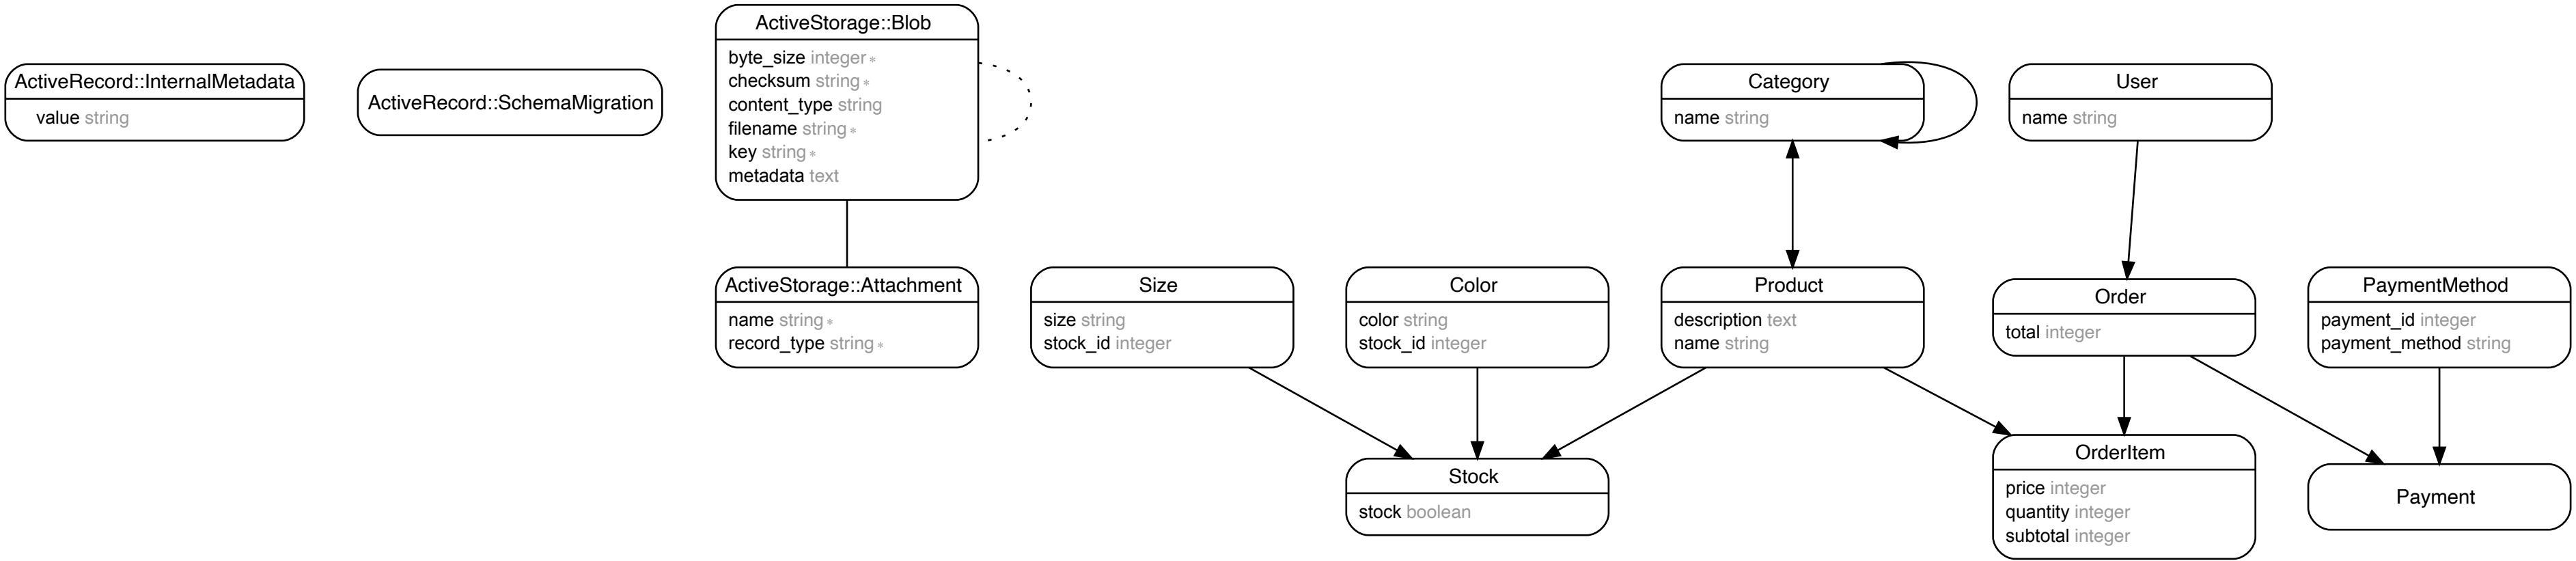 ActiveRecord::InternalMetadata
value string
ActiveRecord::SchemaMigration
ActiveStorage::Blob
byte_size integer *
checksum string *
content_type string
filename string *
key string *
metadata text
ActiveStorage::Attachment
name string *
record_type string *
Size
size string
stock_id integer
Color
color string
stock_id integer
Stock
stock boolean
Category
name string
Product
description text
name string
User
name string
Order
total integer
OrderItem
price integer
quantity integer
subtotal integer
PaymentMethod
payment_id integer
payment_method string
Payment